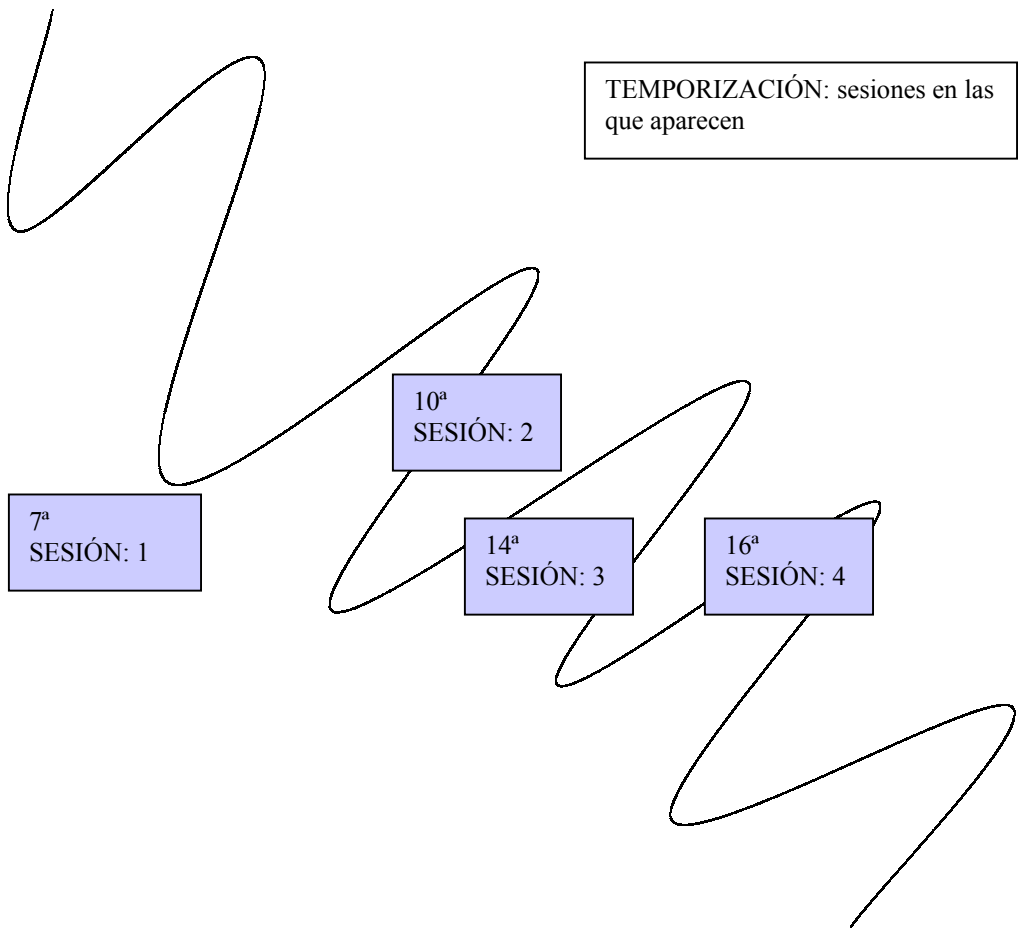 TEMPORIZACIÓN: sesiones en las
que aparecen
10ª
SESIÓN: 2
7ª
SESIÓN: 1
14ª
SESIÓN: 3
16ª
SESIÓN: 4